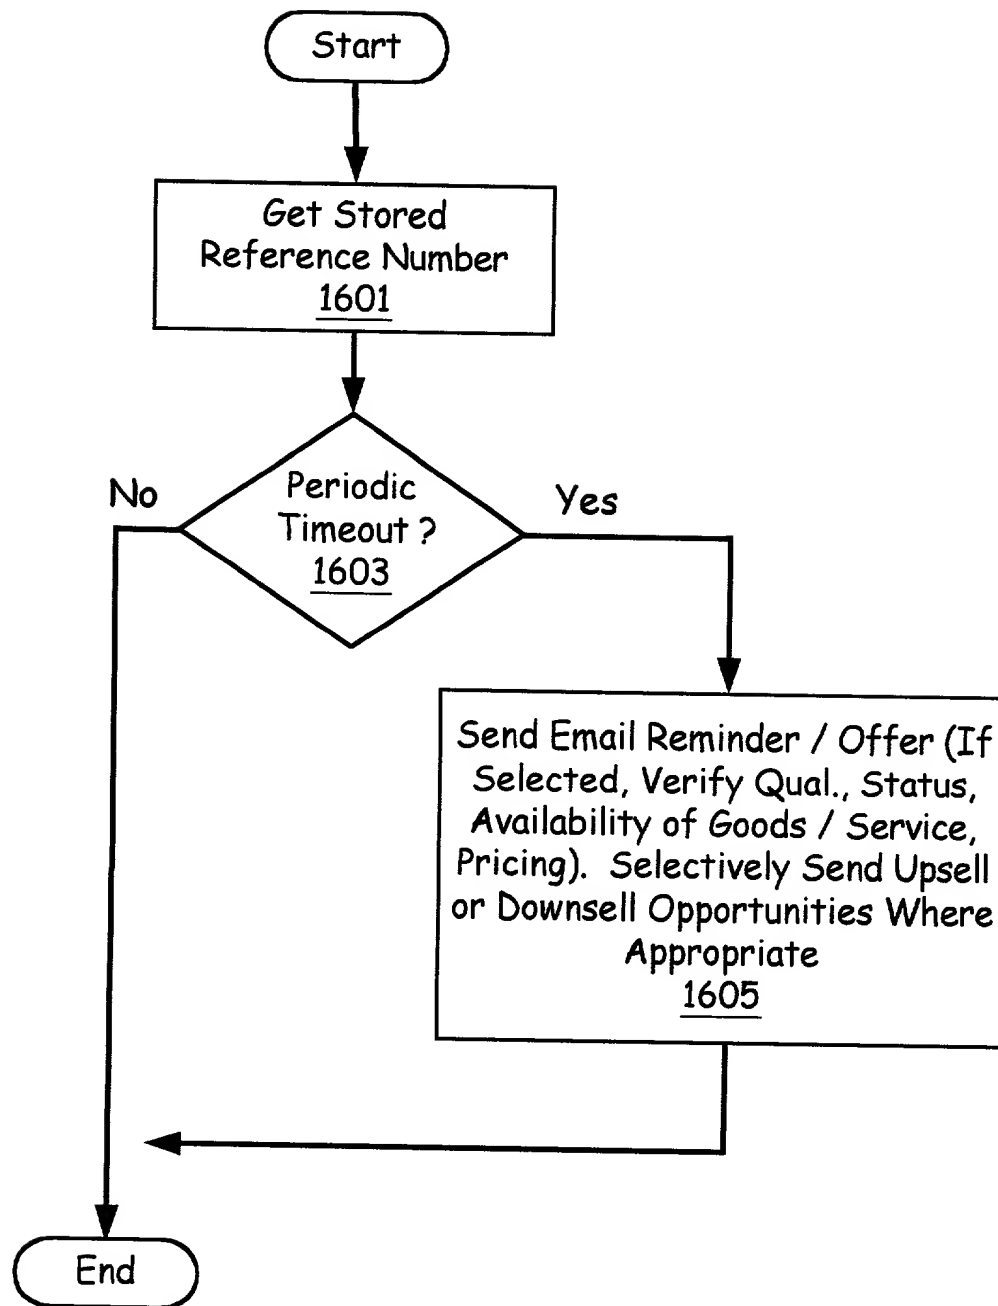 Start
Get Stored
Reference Number
1601
No
Periodic
Timeout ?
1603
Yes
Send Email Reminder / Offer (If
Selected, Verify Qual., Status,
Availability of Goods / Service,
Pricing). Selectively Send Upsell
or Downsell Opportunities Where
Appropriate
1605
End